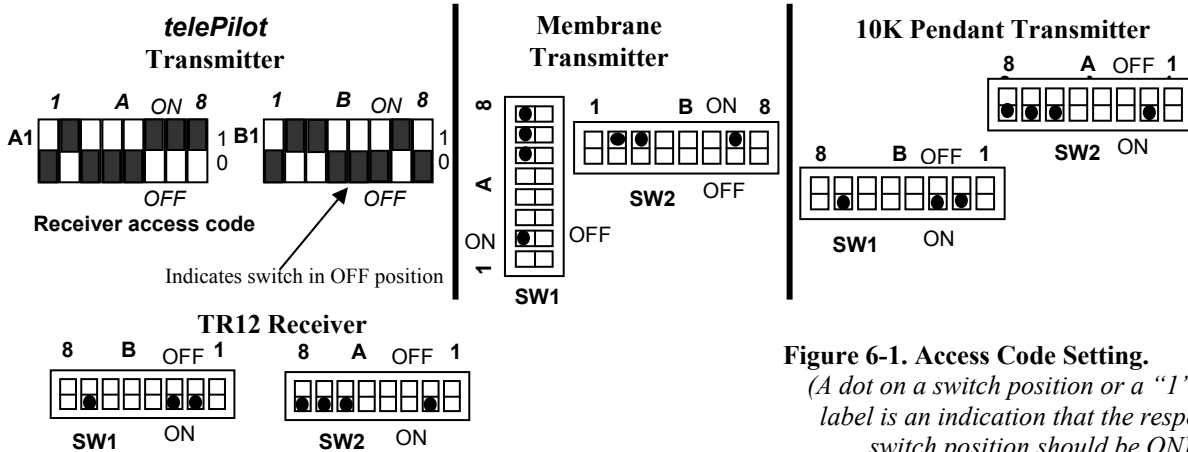 telePilot
Transmitter
1 A ON 8
A1
1
0
OFF
1 B ON 8
B1
1
0
OFF
Receiver access code
Indicates switch in OFF position
Membrane
Transmitter
8
A
ON
OFF
1
SW1
1 B ON 8
SW2 OFF
10K Pendant Transmitter
8 A OFF 1
SW2 ON
8 B OFF 1
SW1 ON
TR12 Receiver
8 B OFF 1
SW1 ON
8 A OFF 1
SW2 ON
Figure 6-1. Access Code Setting.
(A dot on a switch position or a “1”
label is an indication that the respe
switch position should be ON)